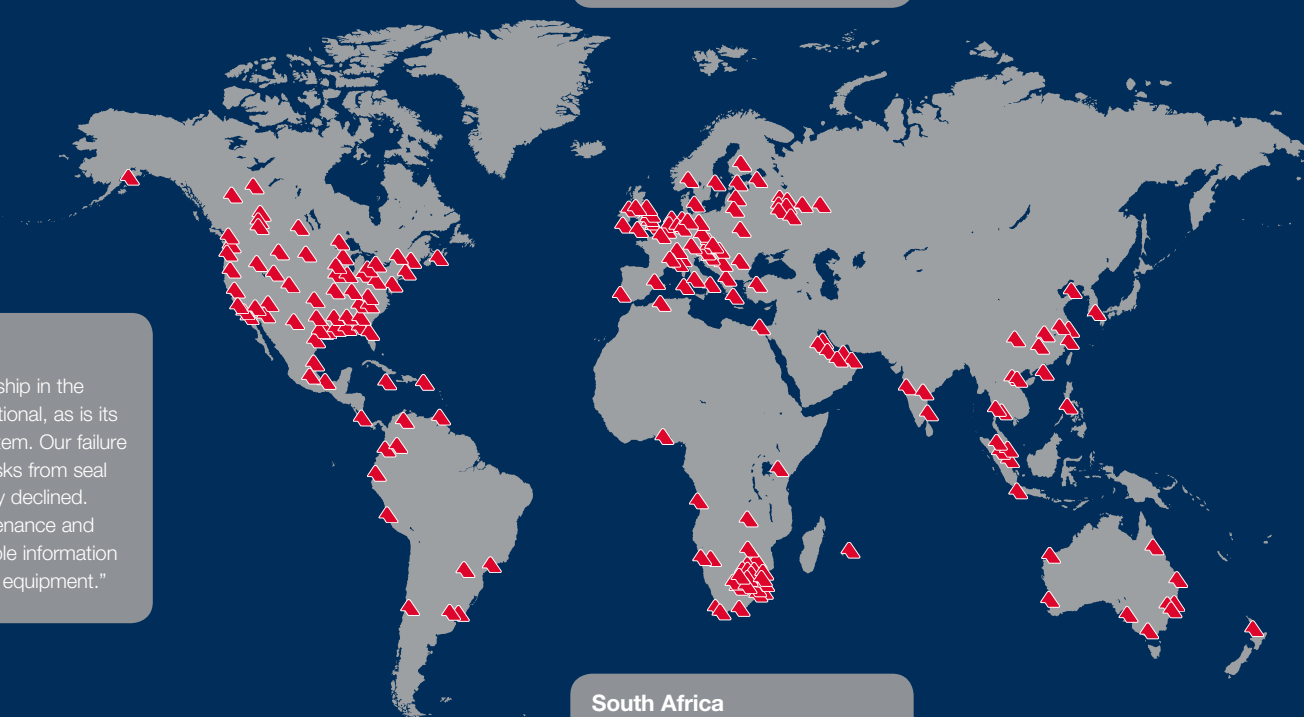 ship in the
tional, as is its
tem. Our failure
sks from seal
y declined.
enance and
ole information
equipment.”
South Africa